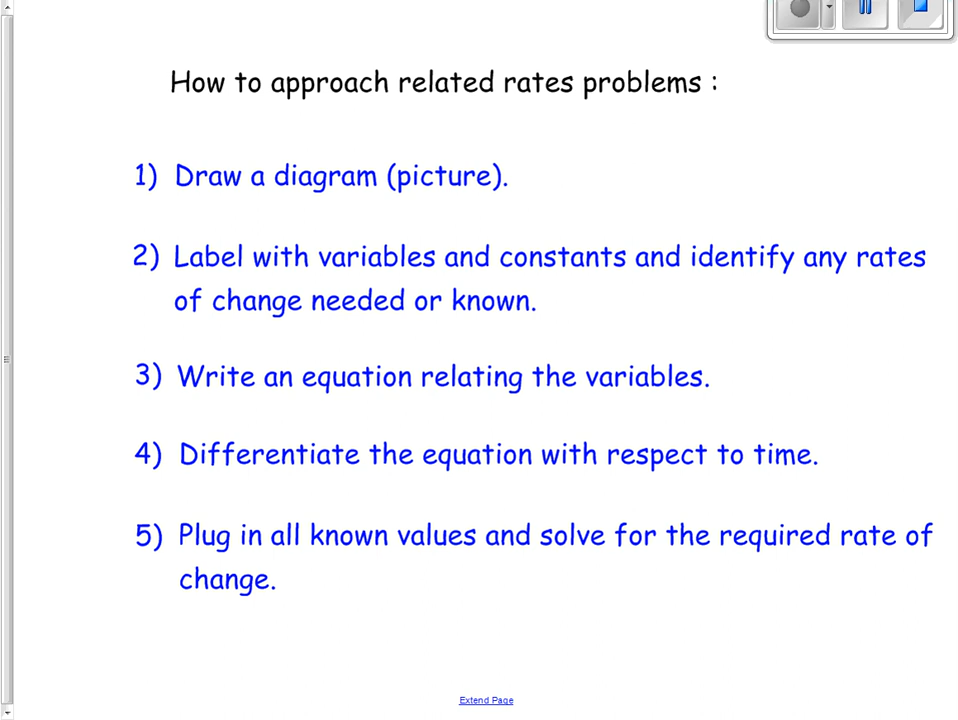 How to approach related rates problems :
1) Draw a diagram (picture).
2) Label with variables and constants and identify any rates
of change needed or known.
3) Write an equation relating the variables.
4) Differentiate the equation with respect to time.
5) Plug in all known values and solve for the required rate of
change.
Extend Page